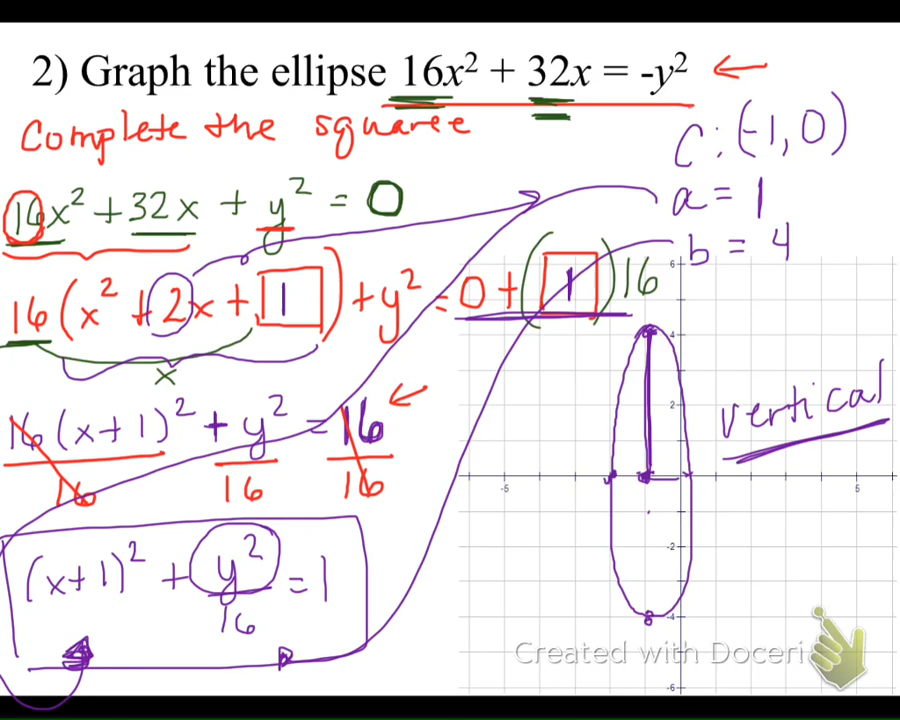 2) Graph the ellipse 16x² + 32x = -y² ←
Complete the squaree
C: (-1, 0)
16x² + 32x + y² = 0
a = 1
b = 4
16(x² + 2x + 1) + y² = 0 + (1)16
x
16(x+1)² + y² = 16 ←
16 16 16
vertical
(x+1)² + y² = 1
16
6
4
2
-5
5
-2
-4
-6
Created with Doceri